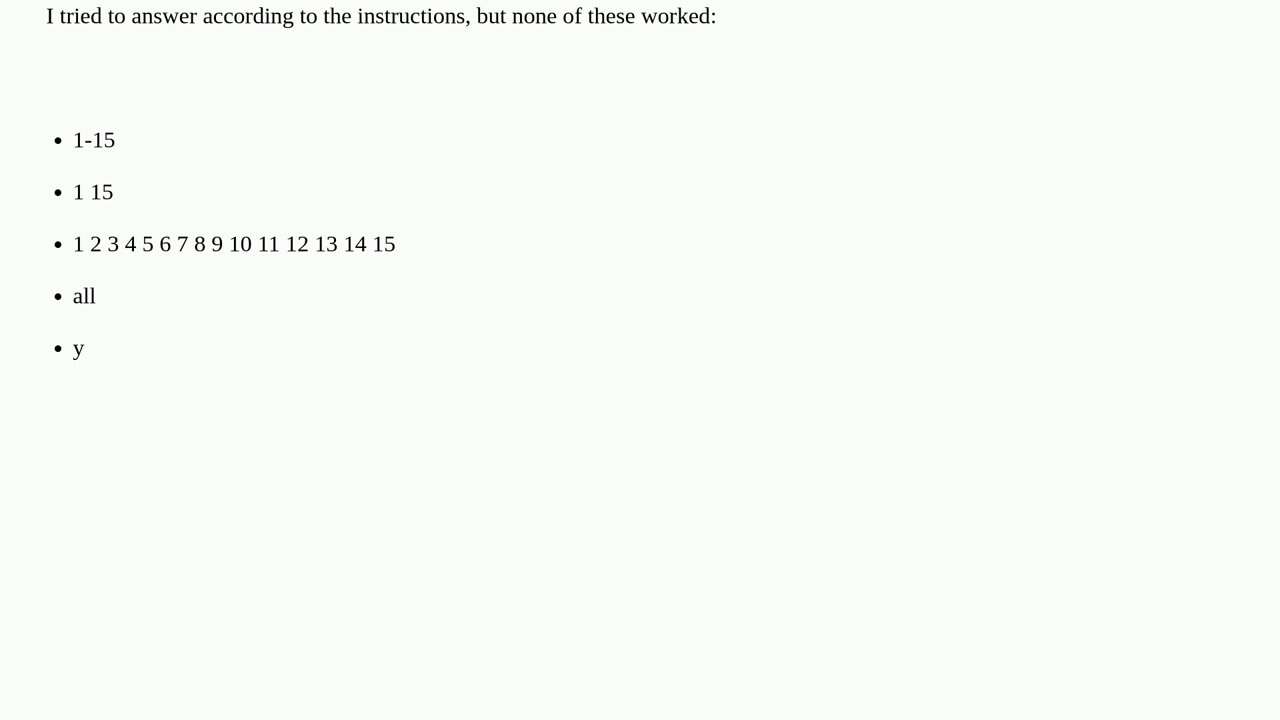 I tried to answer according to the instructions, but none of these worked:
• 1-15
• 1 15
• 1 2 3 4 5 6 7 8 9 10 11 12 13 14 15
• all
• y